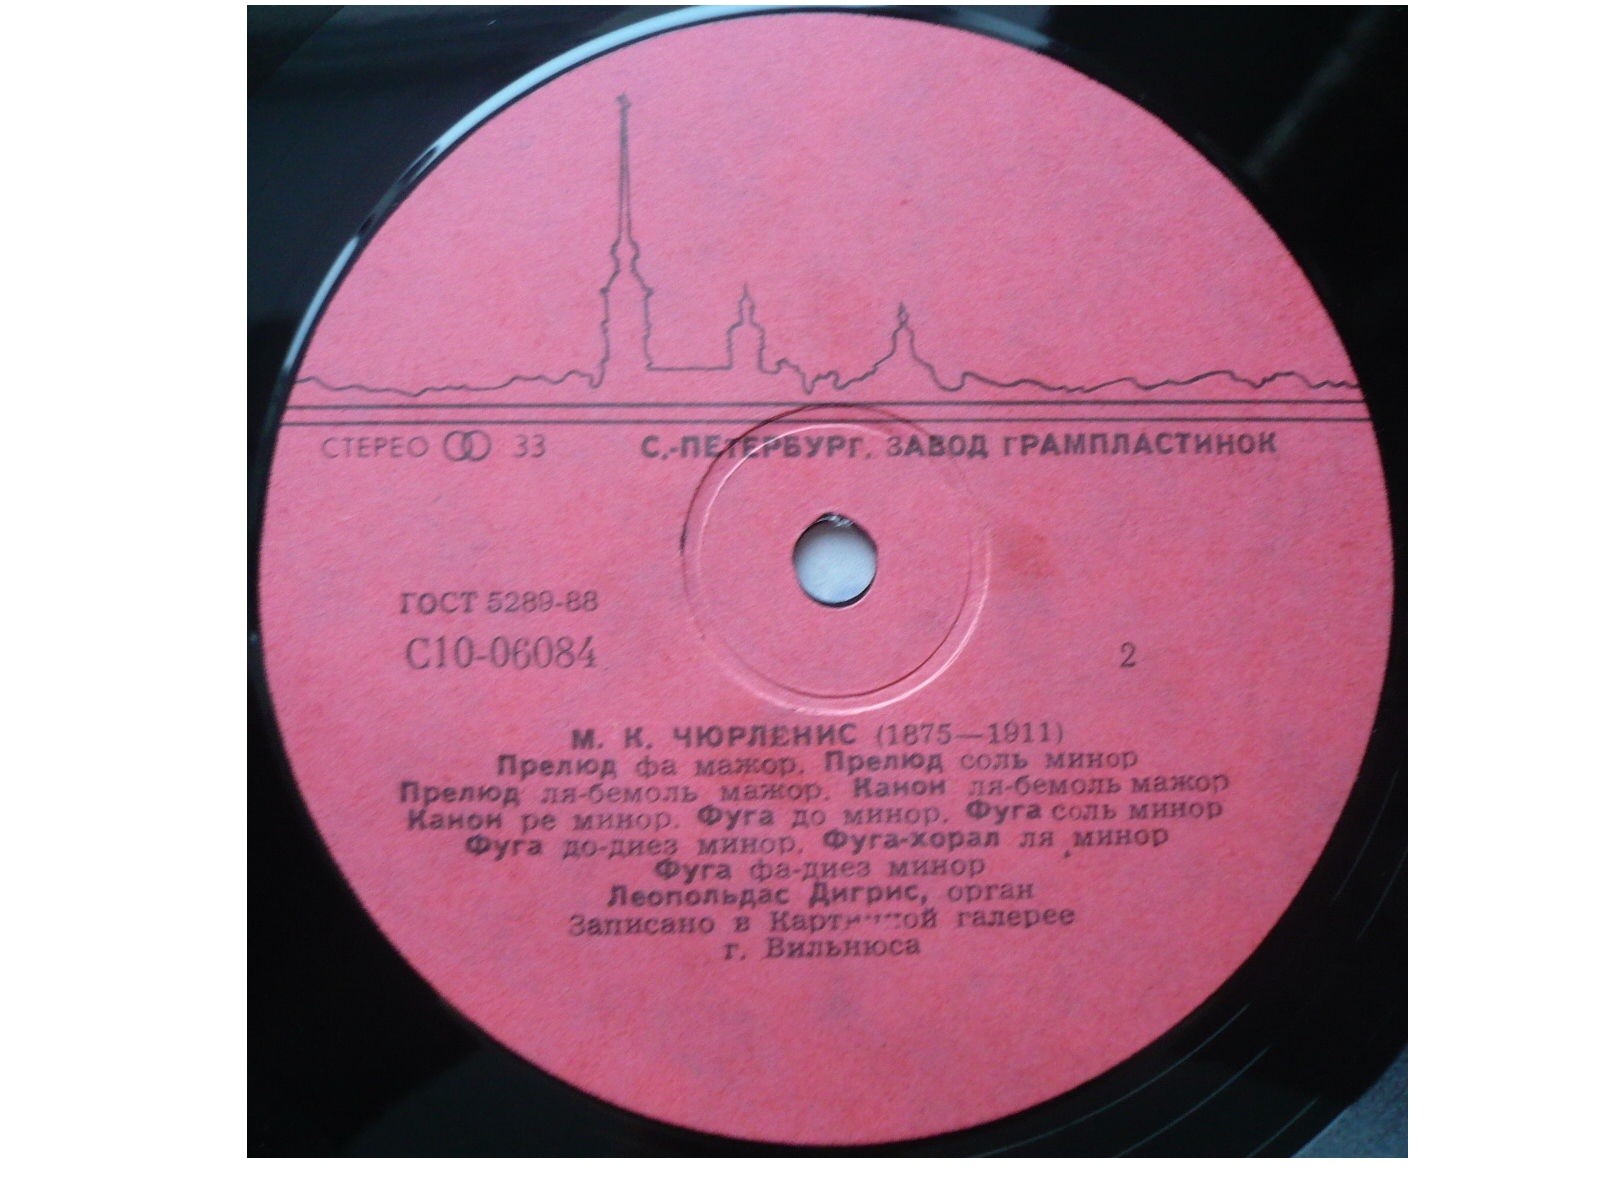 СТЕРЕО 33 С.-ПЕТЕРБУРГ. ЗАВОД ГРАМПЛАСТИНОК
ГОСТ 5289-88
С10-06084
2
М. К. ЧЮРЛЕНИС (1875—1911)
Прелюд фа мажор. Прелюд соль минор
Прелюд ля-бемоль мажор. Канон ля-бемоль мажор
Канон ре минор. Фуга до минор. Фуга соль минор
Фуга до-диез минор. Фуга-хорал ля минор
Фуга фа-диез минор
Леопольдас Дигрис, орган
Записано в Картинной галерее
г. Вильнюса